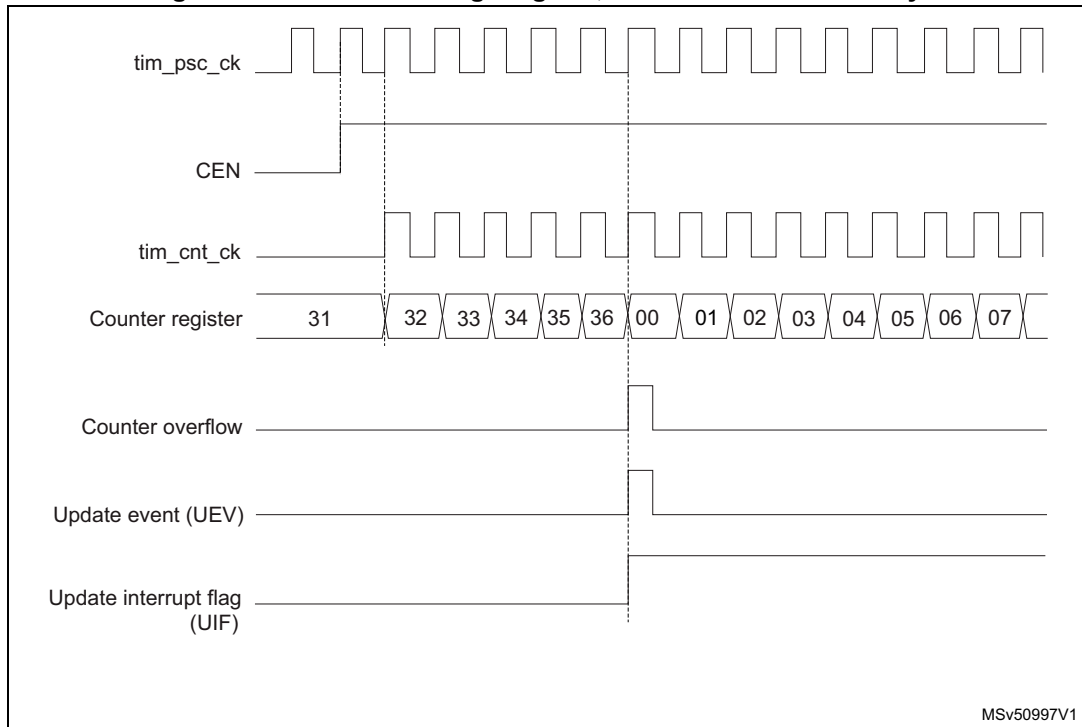 tim_psc_ck
CEN
tim_cnt_ck
Counter register 31 32 33 34 35 36 00 01 02 03 04 05 06 07
Counter overflow
Update event (UEV)
Update interrupt flag
(UIF)
MSv50997V1